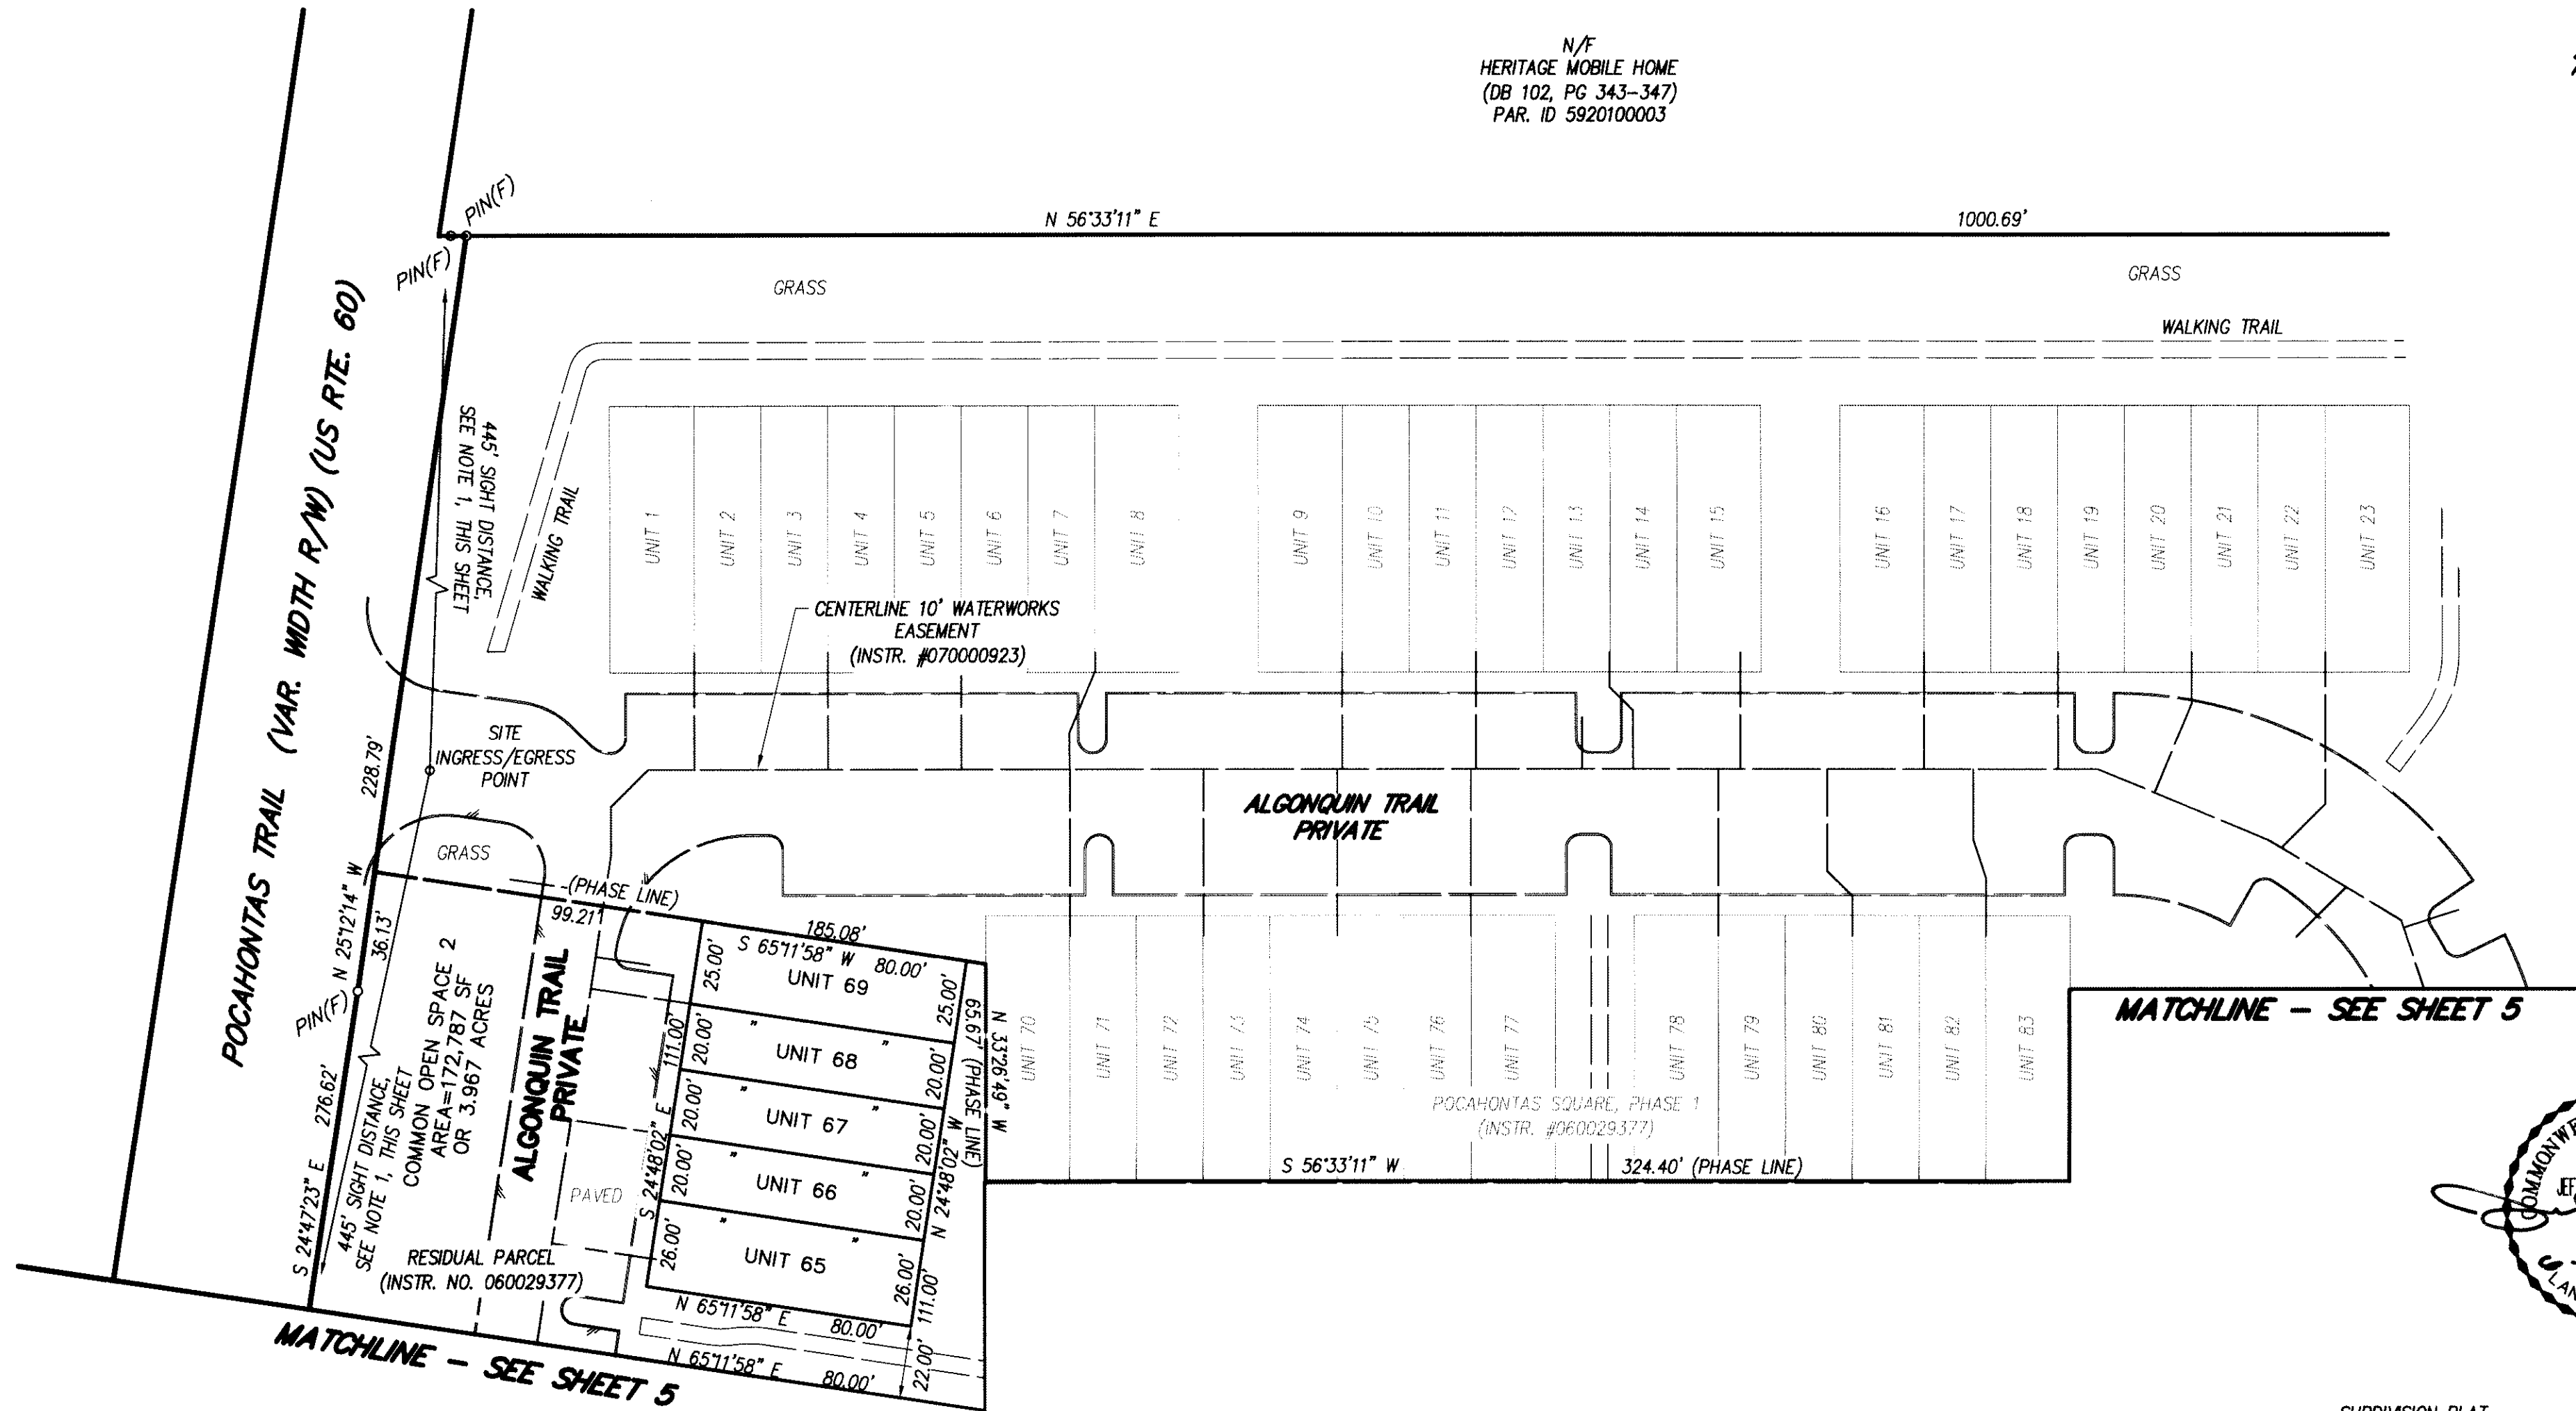 N/F
HERITAGE MOBILE HOME
(DB 102, PG 343-347)
PAR. ID 5920100003
PIN(F)
PIN(F)
N 56°33'11" E
1000.69'
GRASS
GRASS
WALKING TRAIL
POCAHONTAS TRAIL (VAR. WIDTH R/W) (US RTE. 60)
445' SIGHT DISTANCE,
SEE NOTE 1, THIS SHEET
WALKING TRAIL
UNIT 1
UNIT 2
UNIT 3
UNIT 4
UNIT 5
UNIT 6
UNIT 7
UNIT 8
UNIT 9
UNIT 10
UNIT 11
UNIT 12
UNIT 13
UNIT 14
UNIT 15
UNIT 16
UNIT 17
UNIT 18
UNIT 19
UNIT 20
UNIT 21
UNIT 22
UNIT 23
CENTERLINE 10' WATERWORKS
EASEMENT
(INSTR. #070000923)
SITE
INGRESS/EGRESS
POINT
228.79'
ALGONQUIN TRAIL
PRIVATE
GRASS
(PHASE LINE)
99.21'
N 25°12'14" W
36.13'
PIN(F)
185.08'
S 65°11'58" W 80.00'
UNIT 69
25.00'
25.00'
UNIT 68
"
"
20.00'
20.00'
UNIT 67
"
"
20.00'
20.00'
UNIT 66
"
"
20.00'
20.00'
UNIT 65
"
"
26.00'
26.00'
111.00'
S 24°48'02" E
N 24°48'02" W
111.00'
22.00'
N 33°26'49" W
65.67' (PHASE LINE)
COMMON OPEN SPACE 2
AREA=172,787 SF
OR 3.967 ACRES
ALGONQUIN TRAIL
PRIVATE
PAVED
S 24°47'23" E 276.62'
445' SIGHT DISTANCE,
SEE NOTE 1, THIS SHEET
RESIDUAL PARCEL
(INSTR. NO. 060029377)
N 65°11'58" E 80.00'
N 65°11'58" E 80.00'
MATCHLINE - SEE SHEET 5
UNIT 70
UNIT 71
UNIT 72
UNIT 73
UNIT 74
UNIT 75
UNIT 76
UNIT 77
UNIT 78
UNIT 79
UNIT 80
UNIT 81
UNIT 82
UNIT 83
MATCHLINE - SEE SHEET 5
POCAHONTAS SQUARE, PHASE 1
(INSTR. #060029377)
S 56°33'11" W
324.40' (PHASE LINE)